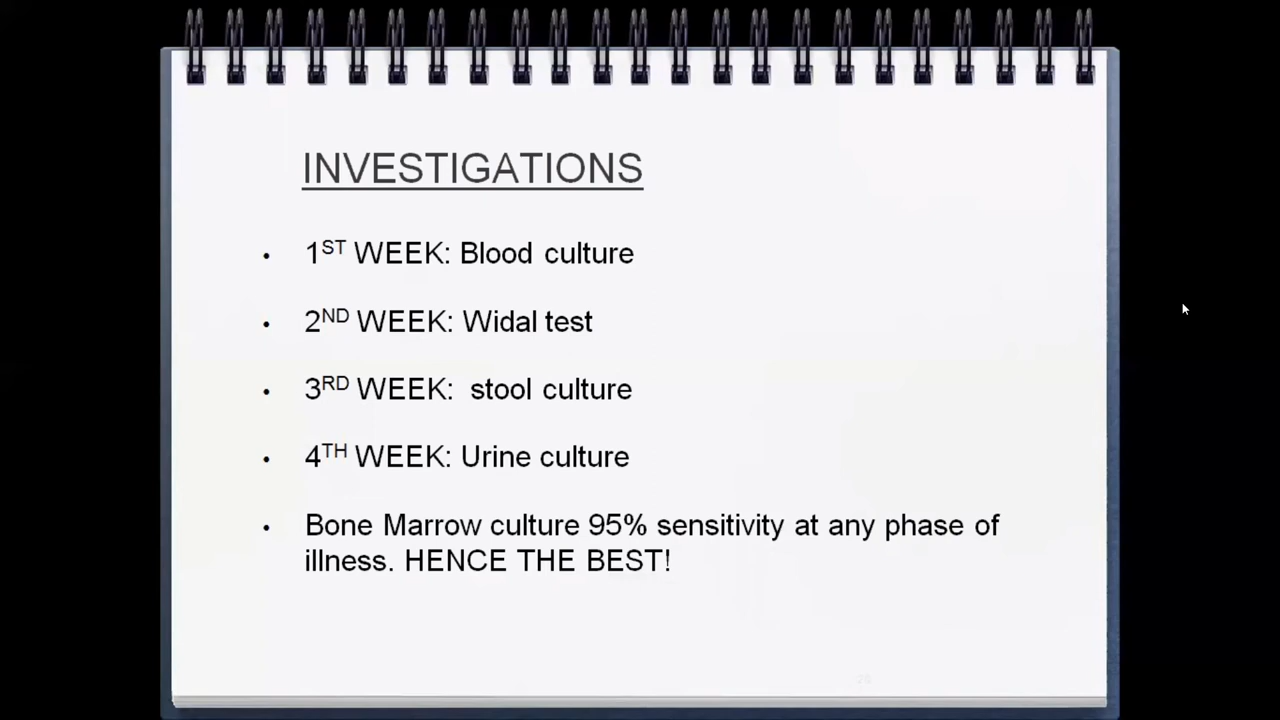 INVESTIGATIONS
• 1ST WEEK: Blood culture
• 2ND WEEK: Widal test
• 3RD WEEK: stool culture
• 4TH WEEK: Urine culture
• Bone Marrow culture 95% sensitivity at any phase of
illness. HENCE THE BEST!